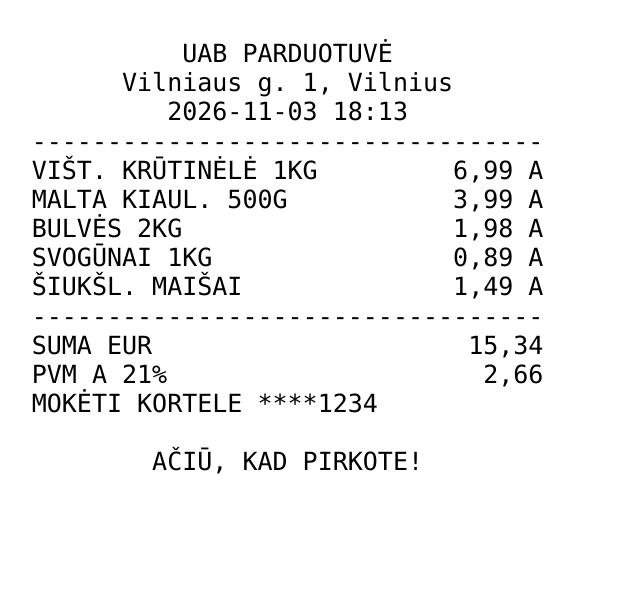 UAB PARDUOTUVĖ
Vilniaus g. 1, Vilnius
2026-11-03 18:13
----------------------------------
VIŠT. KRŪTINĖLĖ 1KG 6,99 A
MALTA KIAUL. 500G 3,99 A
BULVĖS 2KG 1,98 A
SVOGŪNAI 1KG 0,89 A
ŠIUKŠL. MAIŠAI 1,49 A
----------------------------------
SUMA EUR 15,34
PVM A 21% 2,66
MOKĖTI KORTELE ****1234
AČIŪ, KAD PIRKOTE!